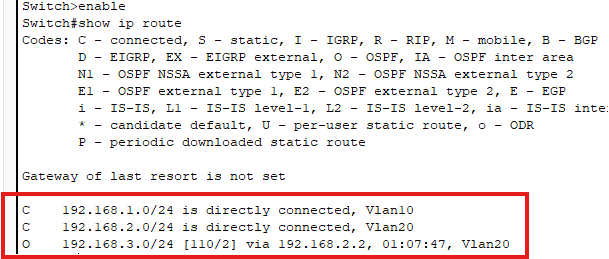 Switch>enable
Switch#show ip route
Codes: C - connected, S - static, I - IGRP, R - RIP, M - mobile, B - BGP
D - EIGRP, EX - EIGRP external, O - OSPF, IA - OSPF inter area
N1 - OSPF NSSA external type 1, N2 - OSPF NSSA external type 2
E1 - OSPF external type 1, E2 - OSPF external type 2, E - EGP
i - IS-IS, L1 - IS-IS level-1, L2 - IS-IS level-2, ia - IS-IS inte
* - candidate default, U - per-user static route, o - ODR
P - periodic downloaded static route
Gateway of last resort is not set
C 192.168.1.0/24 is directly connected, Vlan10
C 192.168.2.0/24 is directly connected, Vlan20
O 192.168.3.0/24 [110/2] via 192.168.2.2, 01:07:47, Vlan20